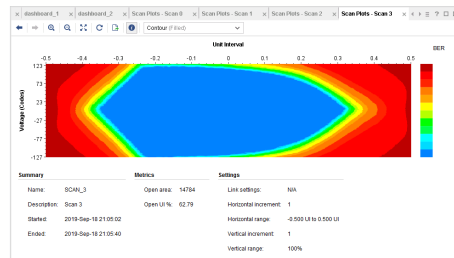 dashboard_1 × dashboard_2 × Scan Plots - Scan 0 × Scan Plots - Scan 1 × Scan Plots - Scan 2 × Scan Plots - Scan 3 ×
Contour (Filled)
Unit Interval
BER
-0.5 -0.4 -0.3 -0.2 -0.1 0 0.1 0.2 0.3 0.4 0.5
Voltage (Codes)
123
73
23
-27
-77
-127
Summary Metrics Settings
Name: SCAN_3 Open area: 14784 Link settings: N/A
Description: Scan 3 Open UI %: 62.79 Horizontal increment: 1
Started: 2019-Sep-18 21:05:02 Horizontal range: -0.500 UI to 0.500 UI
Ended: 2019-Sep-18 21:05:40 Vertical increment: 1
Vertical range: 100%